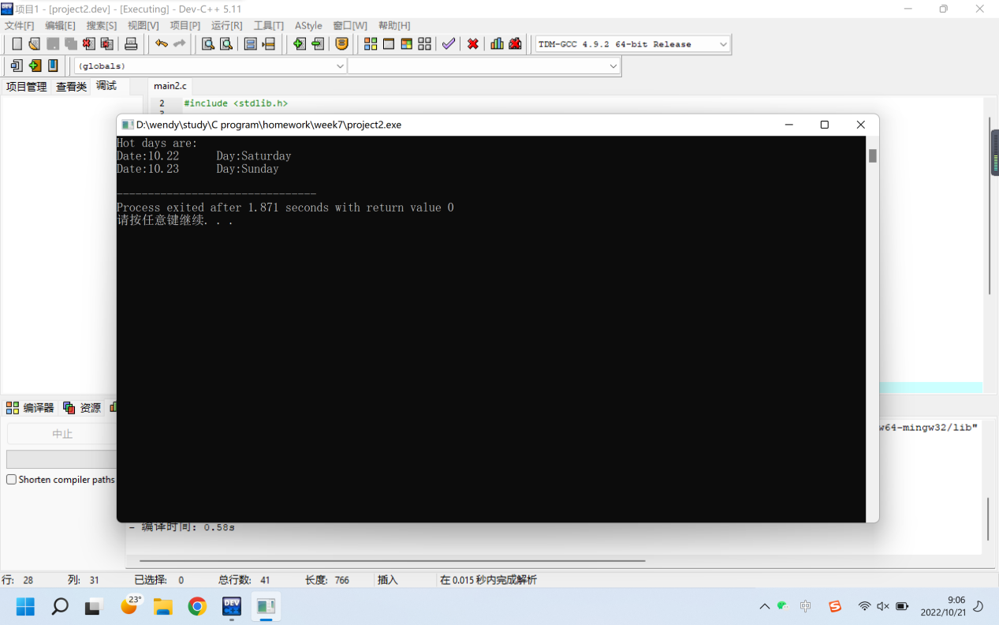 项目1 - [project2.dev] - [Executing] - Dev-C++ 5.11
文件[F] 编辑[E] 搜索[S] 视图[V] 项目[P] 运行[R] 工具[T] AStyle 窗口[W] 帮助[H]
TDM-GCC 4.9.2 64-bit Release
(globals)
项目管理 查看类 调试 main2.c
2 #include <stdlib.h>
D:\wendy\study\C program\homework\week7\project2.exe
Hot days are:
Date:10.22 Day:Saturday
Date:10.23 Day:Sunday
--------------------------------
Process exited after 1.871 seconds with return value 0
请按任意键继续. . .
编译器 资源
中止
w64-mingw32/lib"
Shorten compiler paths
- 编译时间: 0.58s
行: 28 列: 31 已选择: 0 总行数: 41 长度: 766 插入 在 0.015 秒内完成解析
23°
DEV
中
9:06
2022/10/21